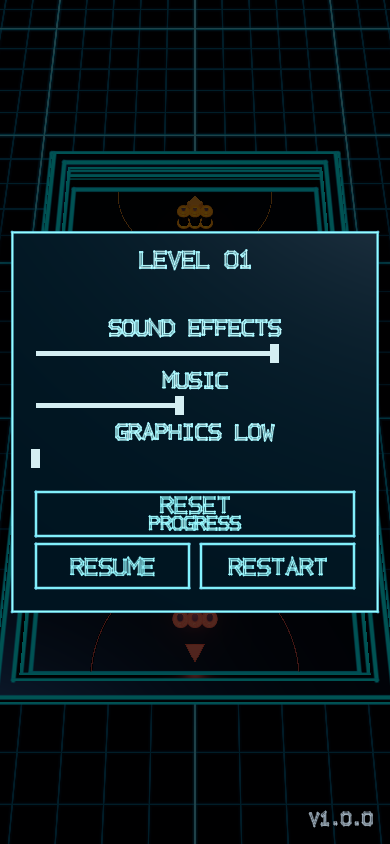 LEVEL 01
SOUND EFFECTS
MUSIC
GRAPHICS LOW
RESET
PROGRESS
RESUME
RESTART
V1.0.0